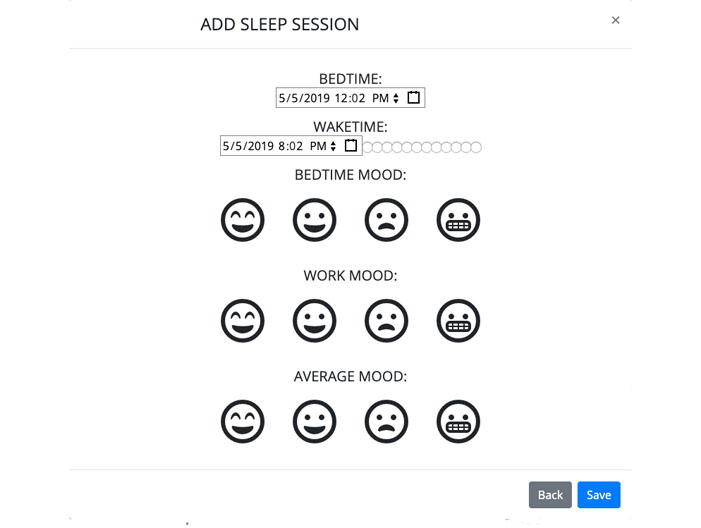 ADD SLEEP SESSION
×
BEDTIME:
5/5/2019 12:02 PM
WAKETIME:
5/5/2019 8:02 PM
BEDTIME MOOD:
WORK MOOD:
AVERAGE MOOD:
Back Save